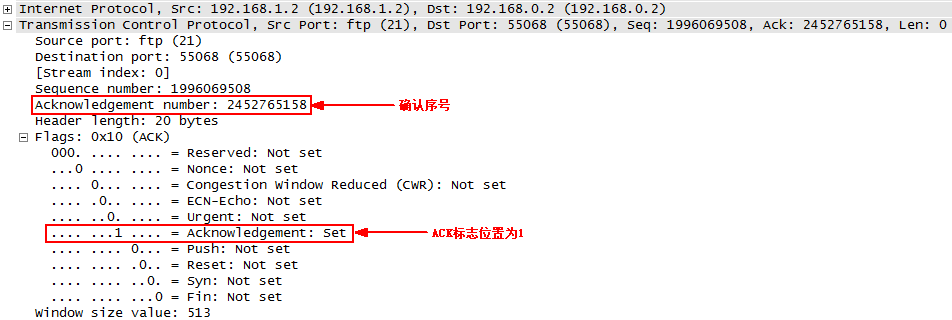 Internet Protocol, Src: 192.168.1.2 (192.168.1.2), Dst: 192.168.0.2 (192.168.0.2)
Transmission Control Protocol, Src Port: ftp (21), Dst Port: 55068 (55068), Seq: 1996069508, Ack: 2452765158, Len: 0
Source port: ftp (21)
Destination port: 55068 (55068)
[Stream index: 0]
Sequence number: 1996069508
Acknowledgement number: 2452765158 确认序号
Header length: 20 bytes
Flags: 0x10 (ACK)
000. .... .... = Reserved: Not set
...0 .... .... = Nonce: Not set
.... 0... .... = Congestion Window Reduced (CWR): Not set
.... .0.. .... = ECN-Echo: Not set
.... ..0. .... = Urgent: Not set
.... ...1 .... = Acknowledgement: Set ACK标志位置为1
.... .... 0... = Push: Not set
.... .... .0.. = Reset: Not set
.... .... ..0. = Syn: Not set
.... .... ...0 = Fin: Not set
Window size value: 513